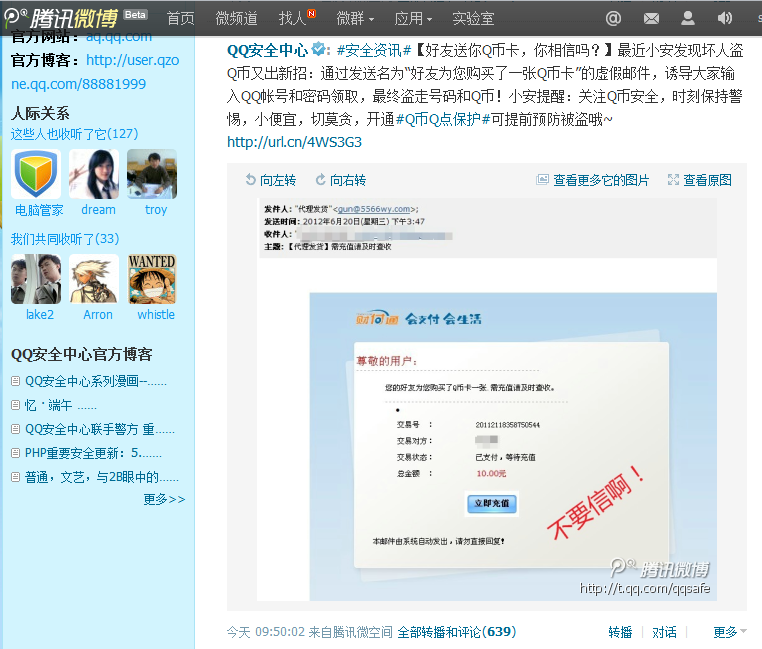 腾讯微博 Beta 首页 微频道 找人 N 微群 应用 实验室
官方网站：aq.qq.com
官方博客：http://user.qzo
ne.qq.com/88881999
人际关系
这些人也收听了它(127)
电脑管家 dream troy
我们共同收听了(33)
WANTED
lake2 Arron whistle
QQ安全中心官方博客
QQ安全中心系列漫画--......
忆·端午 ......
QQ安全中心联手警方 重......
PHP重要安全更新：5.......
普通，文艺，与2B眼中的......
更多>>
QQ安全中心：#安全资讯#【好友送你Q币卡，你相信吗？】最近小安发现坏人盗
Q币又出新招：通过发送名为“好友为您购买了一张Q币卡”的虚假邮件，诱导大家输
入QQ帐号和密码领取，最终盗走号码和Q币！小安提醒：关注Q币安全，时刻保持警
惕，小便宜，切莫贪，开通#Q币Q点保护#可提前预防被盗哦~
http://url.cn/4WS3G3
向左转 向右转 查看更多它的图片 查看原图
发件人："代理发货"<gun@5566wy.com>;
发送时间：2012年6月20日(星期三) 下午3:47
收件人：
主题：【代理发货】需充值请及时查收
财付通 会支付 会生活
尊敬的用户：
您的好友为您购买了Q币卡一张，需充值请及时查收。
交易号 ： 20112118358750544
交易对方：
交易状态： 已支付，等待充值
总金额 ： 10.00元
立即充值
不要信啊！
本邮件由系统自动发出，请勿直接回复！
腾讯微博
http://t.qq.com/qqsafe
今天 09:50:02 来自腾讯微空间 全部转播和评论(639)
转播 对话 更多